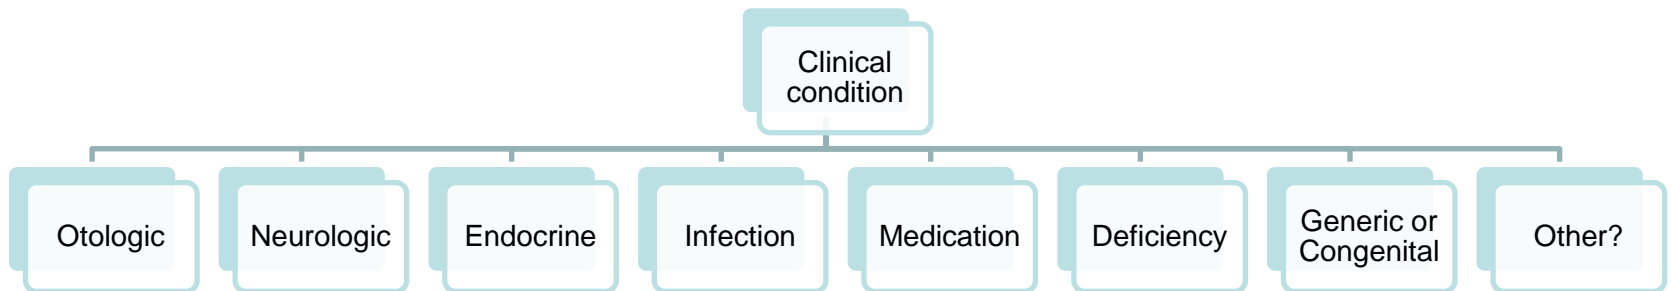 Clinical
condition
Otologic
Neurologic
Endocrine
Infection
Medication
Deficiency
Generic or
Congenital
Other?